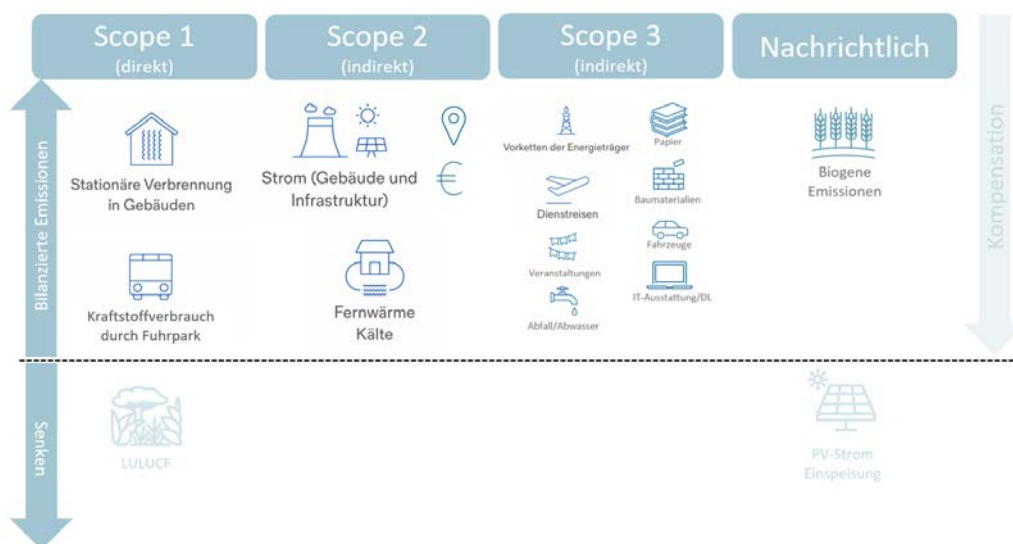 Scope 1
(direkt)
Scope 2
(indirekt)
Scope 3
(indirekt)
Nachrichtlich
Bilanzierte Emissionen
Stationäre Verbrennung
in Gebäuden
Kraftstoffverbrauch
durch Fuhrpark
Strom (Gebäude und
Infrastruktur)
€
Fernwärme
Kälte
Vorketten der Energieträger
Dienstreisen
Veranstaltungen
Abfall/Abwasser
Papier
Baumaterialien
Fahrzeuge
IT-Ausstattung/DL
Biogene
Emissionen
Kompensation
Senken
LULUCF
PV-Strom
Einspeisung